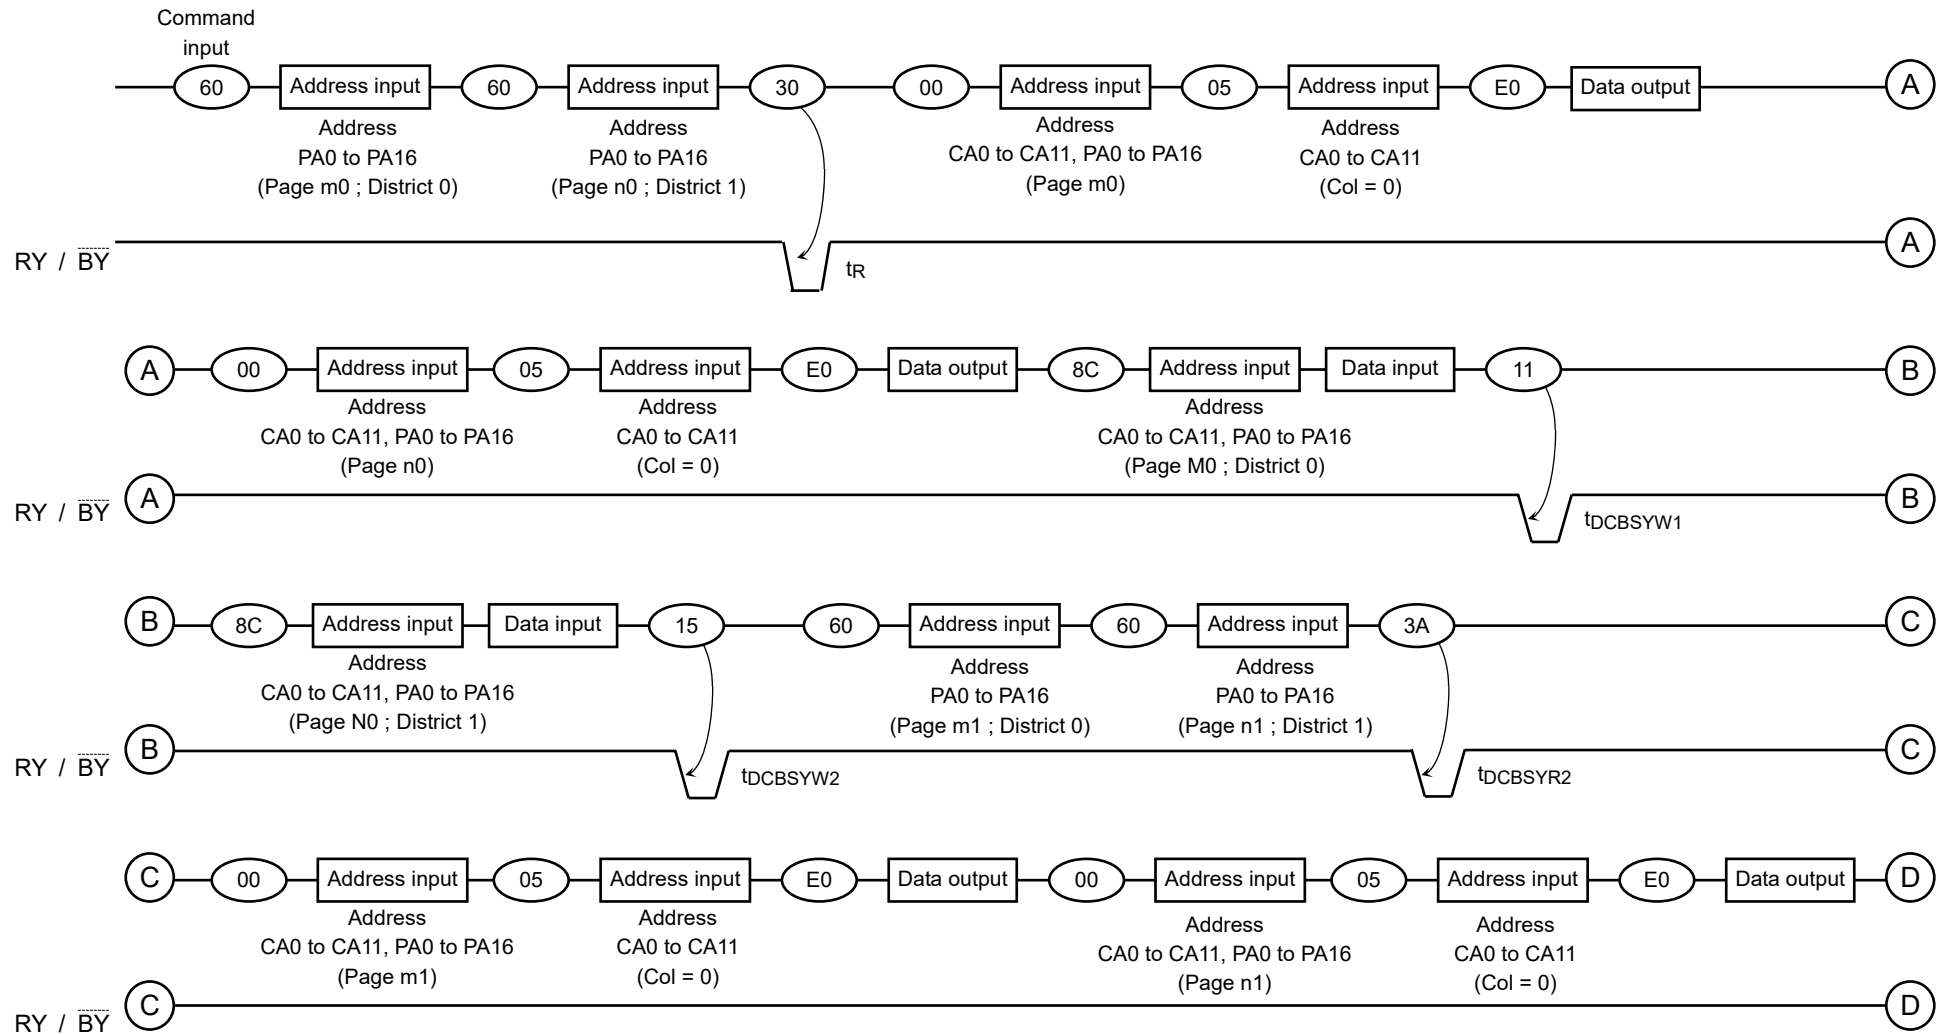 Command
input
60 Address input 60 Address input 30 00 Address input 05 Address input E0 Data output A
Address
PA0 to PA16
(Page m0 ; District 0)
Address
PA0 to PA16
(Page n0 ; District 1)
Address
CA0 to CA11, PA0 to PA16
(Page m0)
Address
CA0 to CA11
(Col = 0)
RY / BY tR A
A 00 Address input 05 Address input E0 Data output 8C Address input Data input 11 B
Address
CA0 to CA11, PA0 to PA16
(Page n0)
Address
CA0 to CA11
(Col = 0)
Address
CA0 to CA11, PA0 to PA16
(Page M0 ; District 0)
RY / BY A tDCBSYW1 B
B 8C Address input Data input 15 60 Address input 60 Address input 3A C
Address
CA0 to CA11, PA0 to PA16
(Page N0 ; District 1)
Address
PA0 to PA16
(Page m1 ; District 0)
Address
PA0 to PA16
(Page n1 ; District 1)
RY / BY B tDCBSYW2 tDCBSYR2 C
C 00 Address input 05 Address input E0 Data output 00 Address input 05 Address input E0 Data output D
Address
CA0 to CA11, PA0 to PA16
(Page m1)
Address
CA0 to CA11
(Col = 0)
Address
CA0 to CA11, PA0 to PA16
(Page n1)
Address
CA0 to CA11
(Col = 0)
RY / BY C D